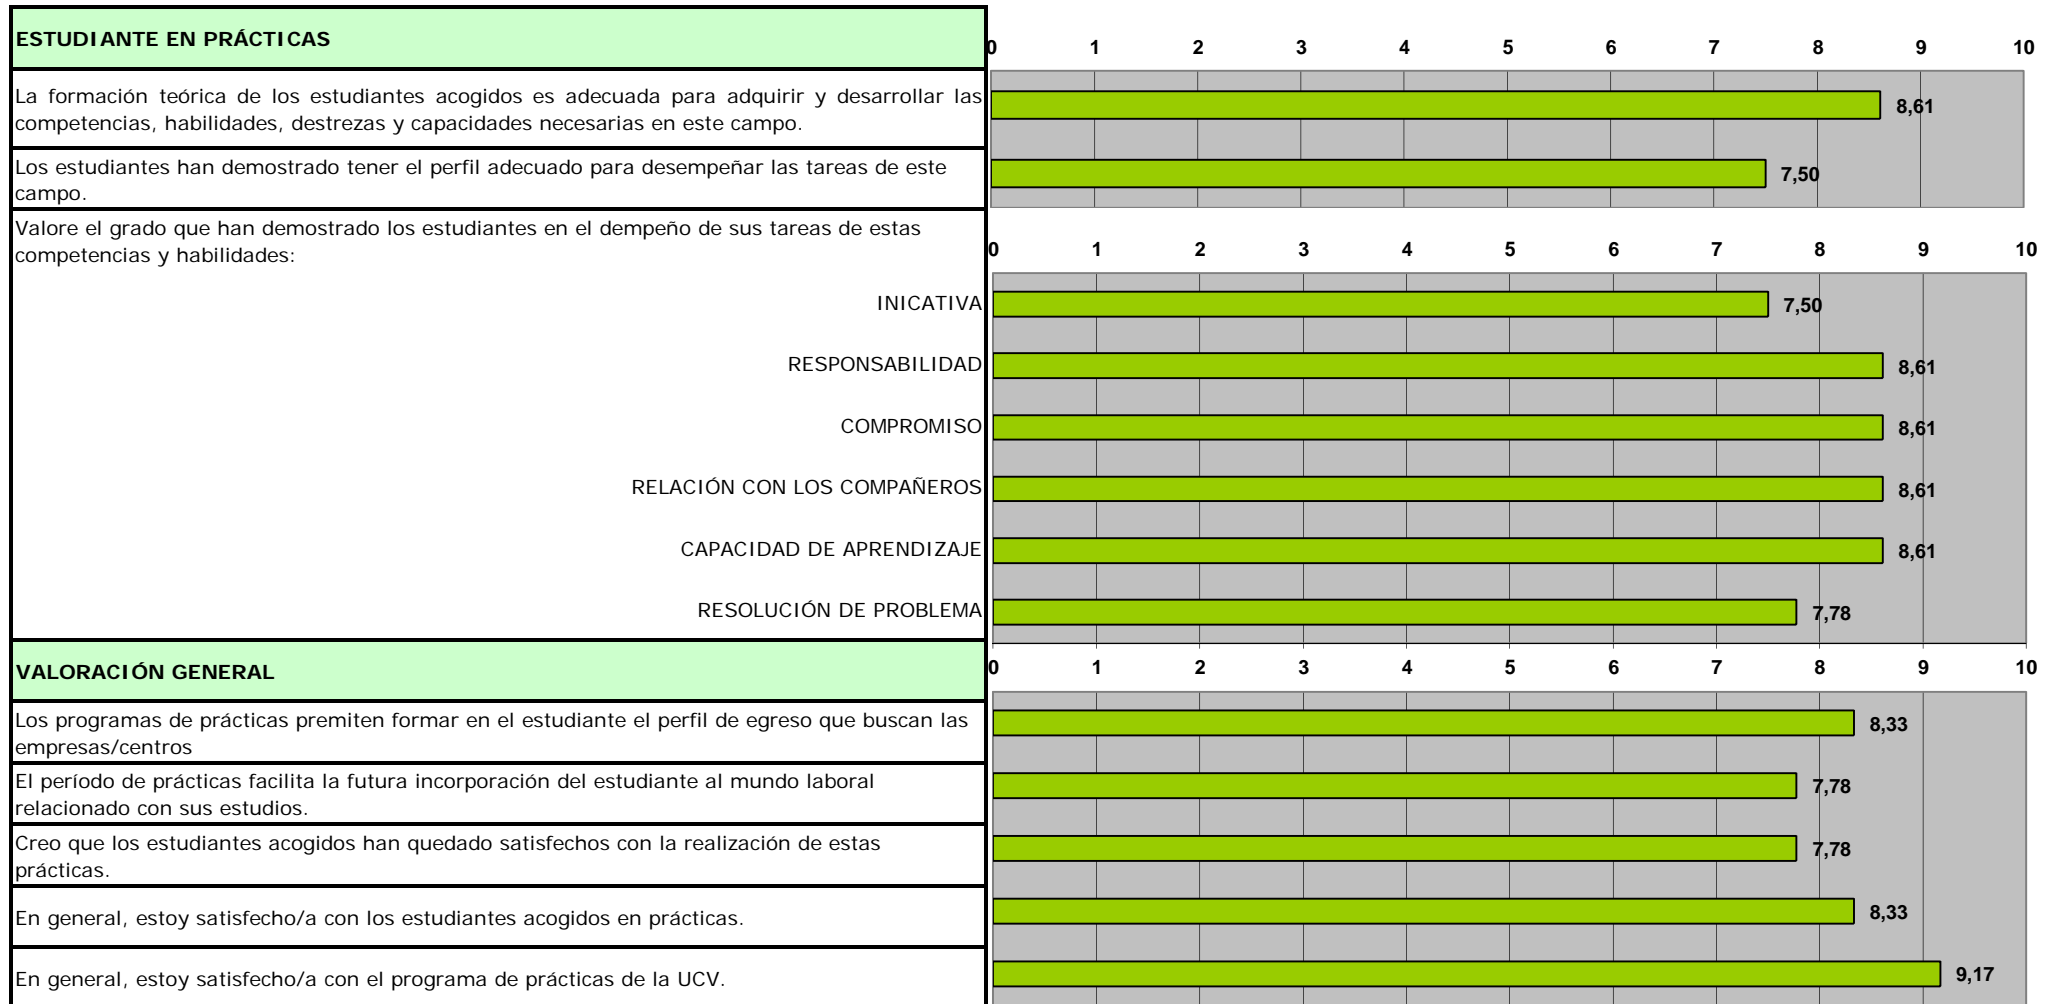 ESTUDIANTE EN PRÁCTICAS
0 1 2 3 4 5 6 7 8 9 10
La formación teórica de los estudiantes acogidos es adecuada para adquirir y desarrollar las
competencias, habilidades, destrezas y capacidades necesarias en este campo.
8,61
Los estudiantes han demostrado tener el perfil adecuado para desempeñar las tareas de este
campo.
7,50
Valore el grado que han demostrado los estudiantes en el dempeño de sus tareas de estas
competencias y habilidades:
0 1 2 3 4 5 6 7 8 9 10
INICATIVA 7,50
RESPONSABILIDAD 8,61
COMPROMISO 8,61
RELACIÓN CON LOS COMPAÑEROS 8,61
CAPACIDAD DE APRENDIZAJE 8,61
RESOLUCIÓN DE PROBLEMA 7,78
VALORACIÓN GENERAL
0 1 2 3 4 5 6 7 8 9 10
Los programas de prácticas premiten formar en el estudiante el perfil de egreso que buscan las
empresas/centros
8,33
El período de prácticas facilita la futura incorporación del estudiante al mundo laboral
relacionado con sus estudios.
7,78
Creo que los estudiantes acogidos han quedado satisfechos con la realización de estas
prácticas.
7,78
En general, estoy satisfecho/a con los estudiantes acogidos en prácticas. 8,33
En general, estoy satisfecho/a con el programa de prácticas de la UCV. 9,17